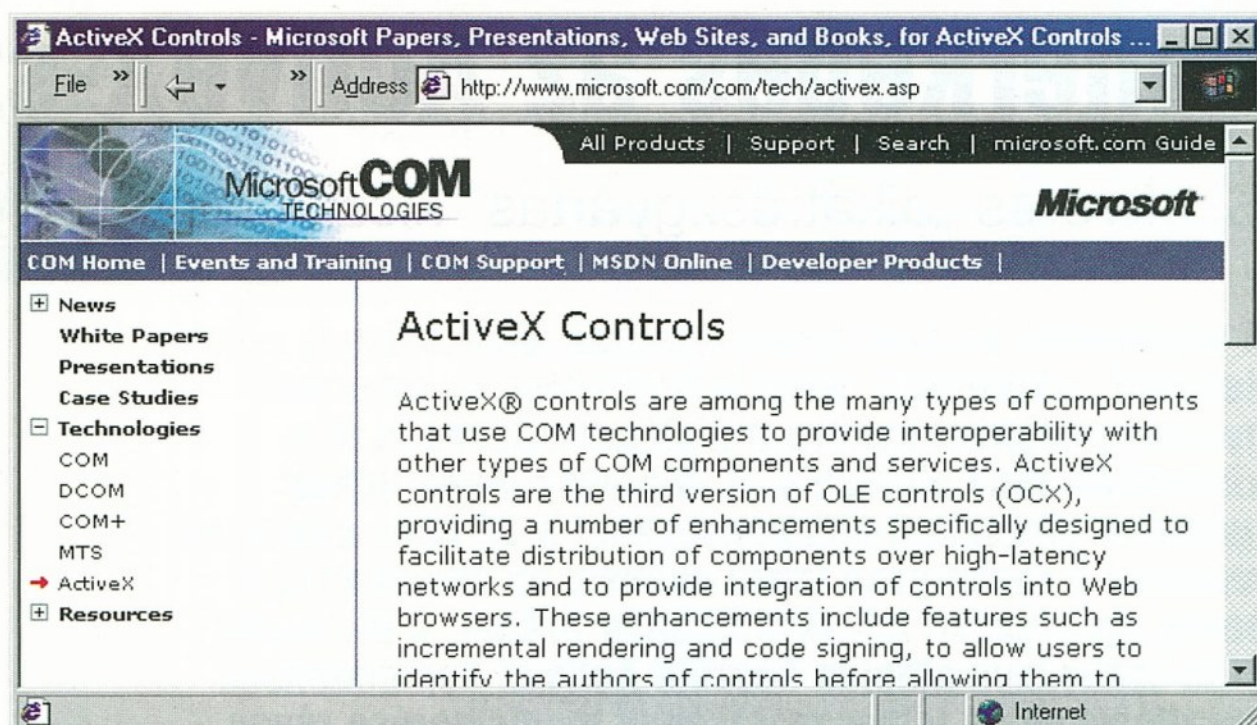 ActiveX Controls - Microsoft Papers, Presentations, Web Sites, and Books, for ActiveX Controls ...
File » » Address http://www.microsoft.com/com/tech/activex.asp
All Products | Support | Search | microsoft.com Guide
Microsoft COM
TECHNOLOGIES
Microsoft
COM Home | Events and Training | COM Support | MSDN Online | Developer Products |
News
White Papers
Presentations
Case Studies
Technologies
COM
DCOM
COM+
MTS
ActiveX
Resources
ActiveX Controls
ActiveX® controls are among the many types of components
that use COM technologies to provide interoperability with
other types of COM components and services. ActiveX
controls are the third version of OLE controls (OCX),
providing a number of enhancements specifically designed to
facilitate distribution of components over high-latency
networks and to provide integration of controls into Web
browsers. These enhancements include features such as
incremental rendering and code signing, to allow users to
identify the authors of controls before allowing them to
Internet